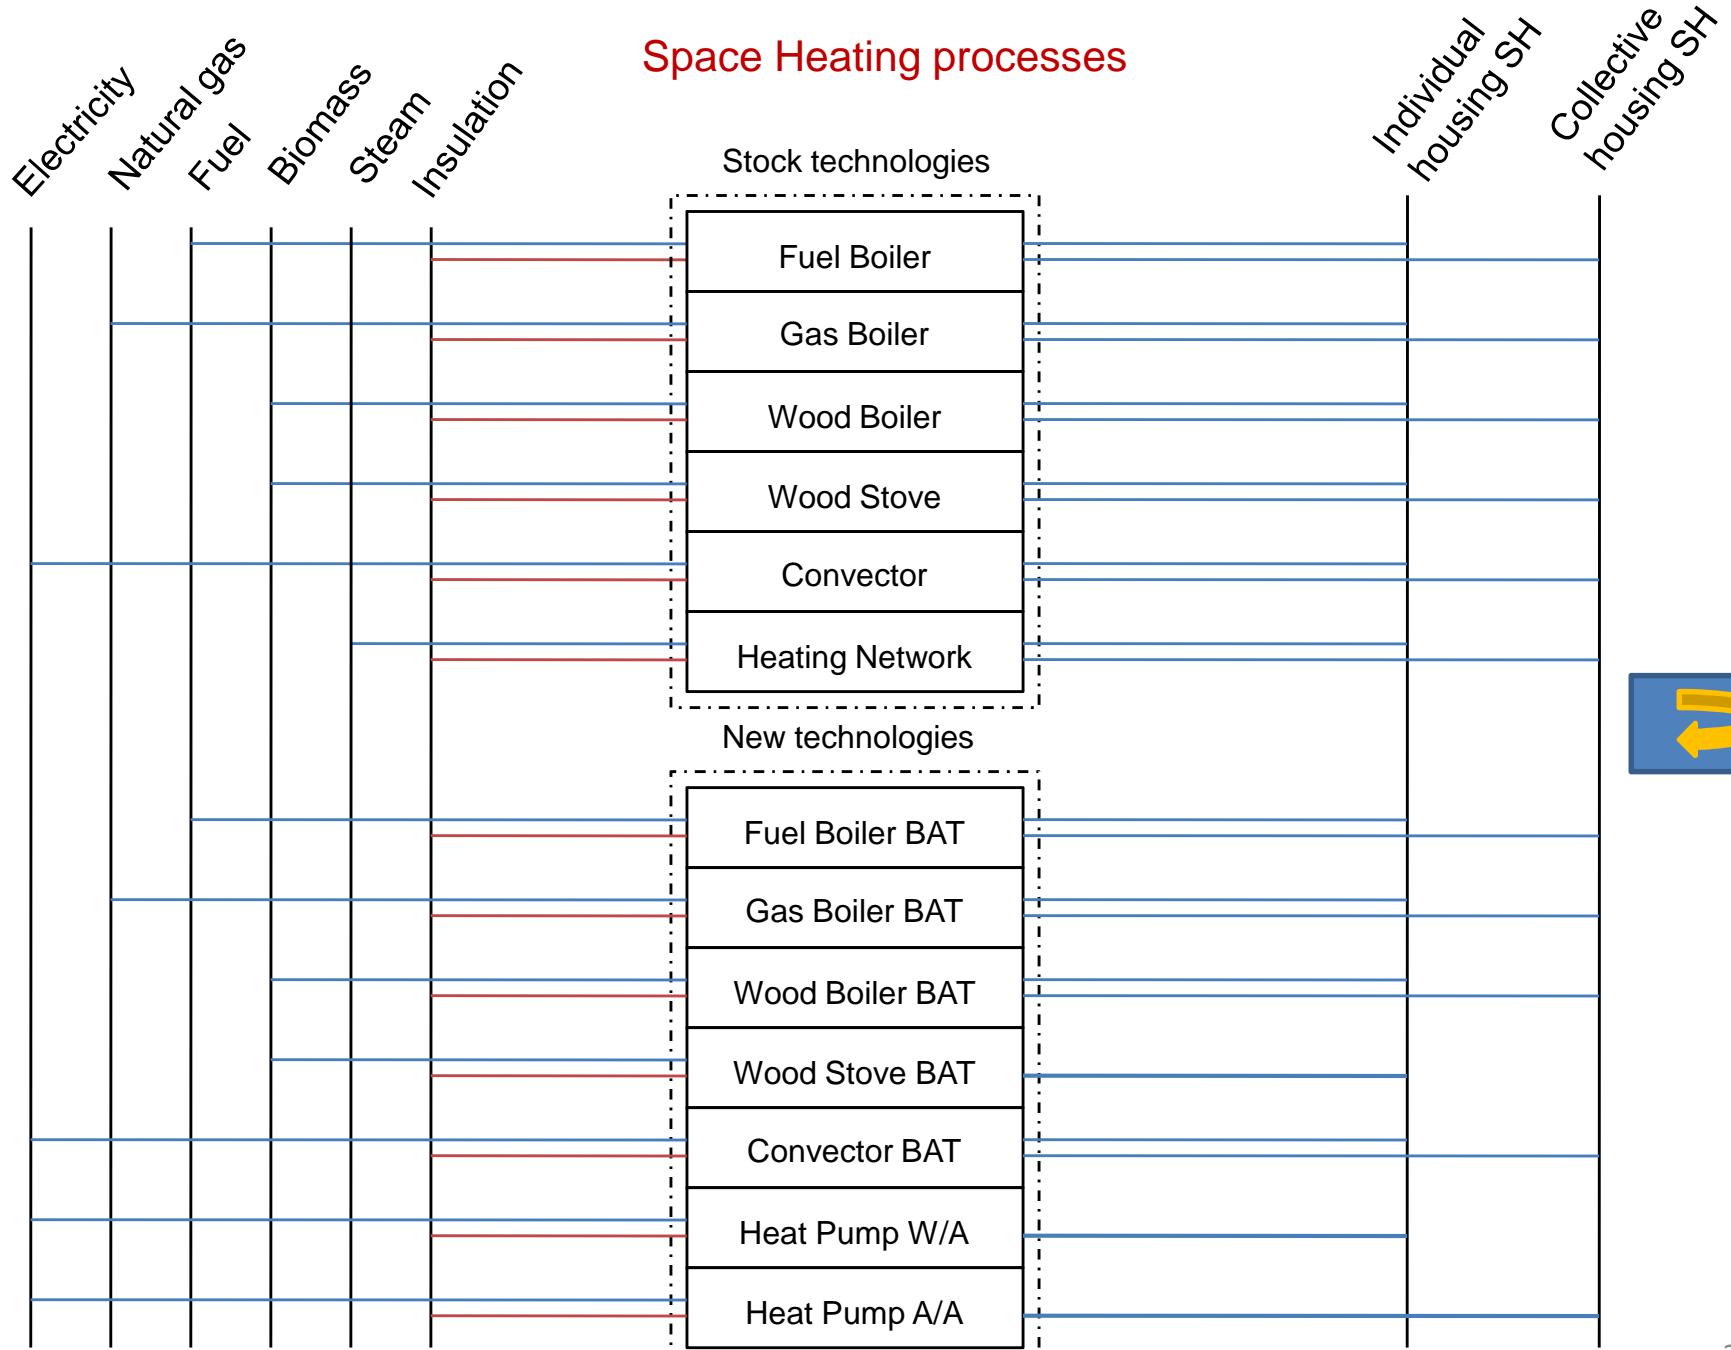 Space Heating processes
Electricity
Natural gas
Fuel
Biomass
Steam
Insulation
Individual
housing SH
Collective
housing SH
Stock technologies
Fuel Boiler
Gas Boiler
Wood Boiler
Wood Stove
Convector
Heating Network
New technologies
Fuel Boiler BAT
Gas Boiler BAT
Wood Boiler BAT
Wood Stove BAT
Convector BAT
Heat Pump W/A
Heat Pump A/A